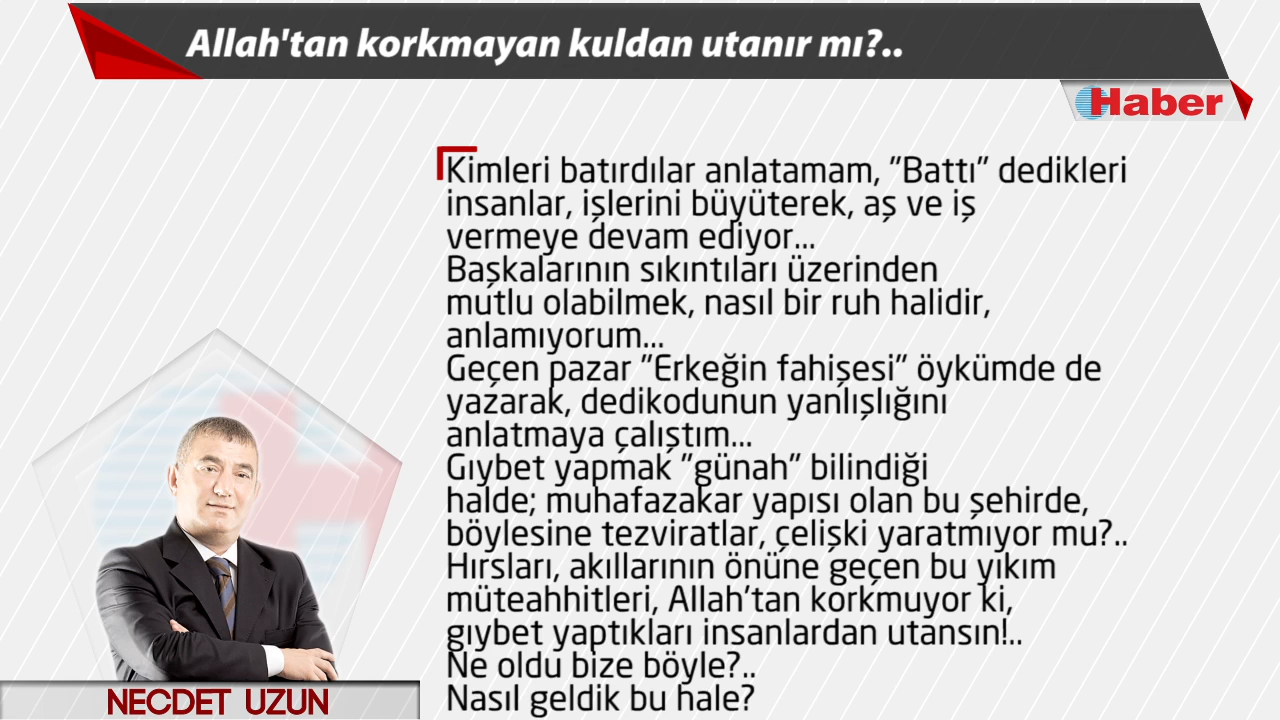 Allah'tan korkmayan kuldan utanır mı?..
Haber
Kimleri batırdılar anlatamam, "Battı" dedikleri
insanlar, işlerini büyüterek, aş ve iş
vermeye devam ediyor...
Başkalarının sıkıntıları üzerinden
mutlu olabilmek, nasıl bir ruh halidir,
anlamıyorum...
Geçen pazar "Erkeğin fahişesi" öykümde de
yazarak, dedikodunun yanlışlığını
anlatmaya çalıştım...
Gıybet yapmak "günah" bilindiği
halde; muhafazakar yapısı olan bu şehirde,
böylesine tezviratlar, çelişki yaratmıyor mu?..
Hırsları, akıllarının önüne geçen bu yıkım
müteahhitleri, Allah'tan korkmuyor ki,
gıybet yaptıkları insanlardan utansın!..
Ne oldu bize böyle?..
Nasıl geldik bu hale?
NECDET UZUN